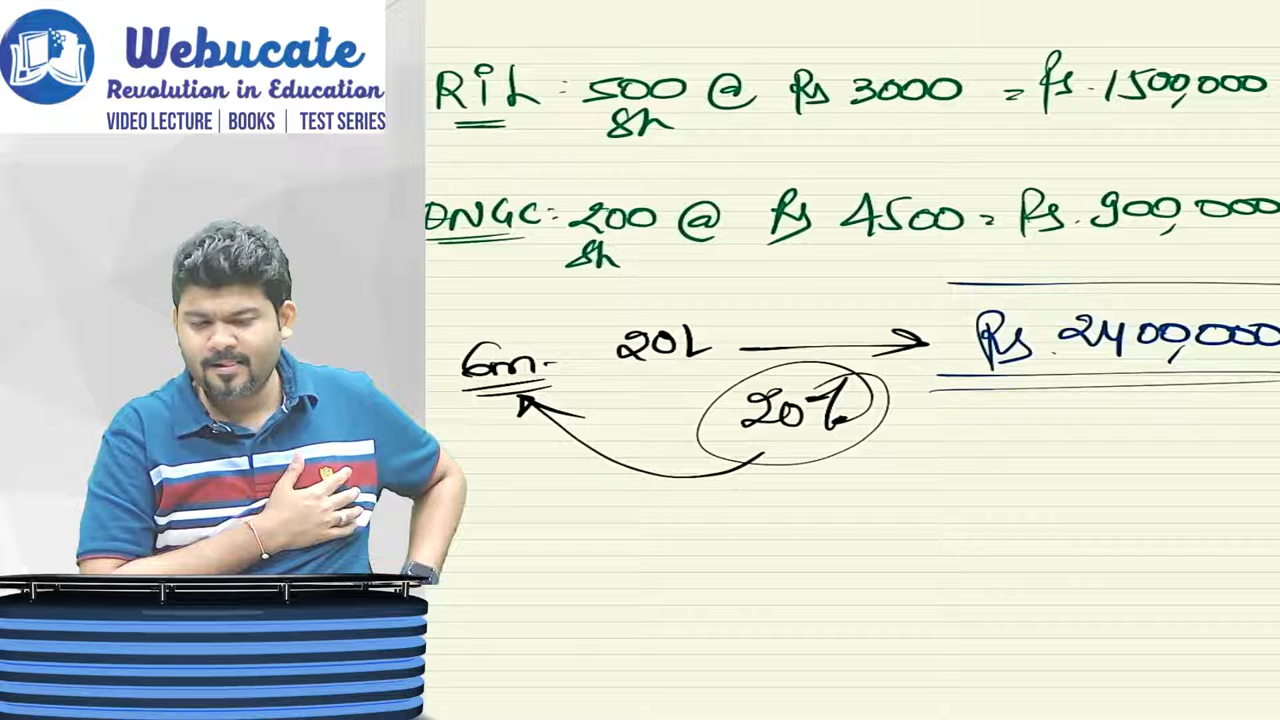 Webucate
Revolution in Education
VIDEO LECTURE | BOOKS | TEST SERIES
RIL : 500 @ Rs 3000 = Rs. 1500,000
Sh
ONGC : 200 @ Rs 4500 = Rs. 900,000
Sh
6m. 20L → Rs. 2400,000
20%